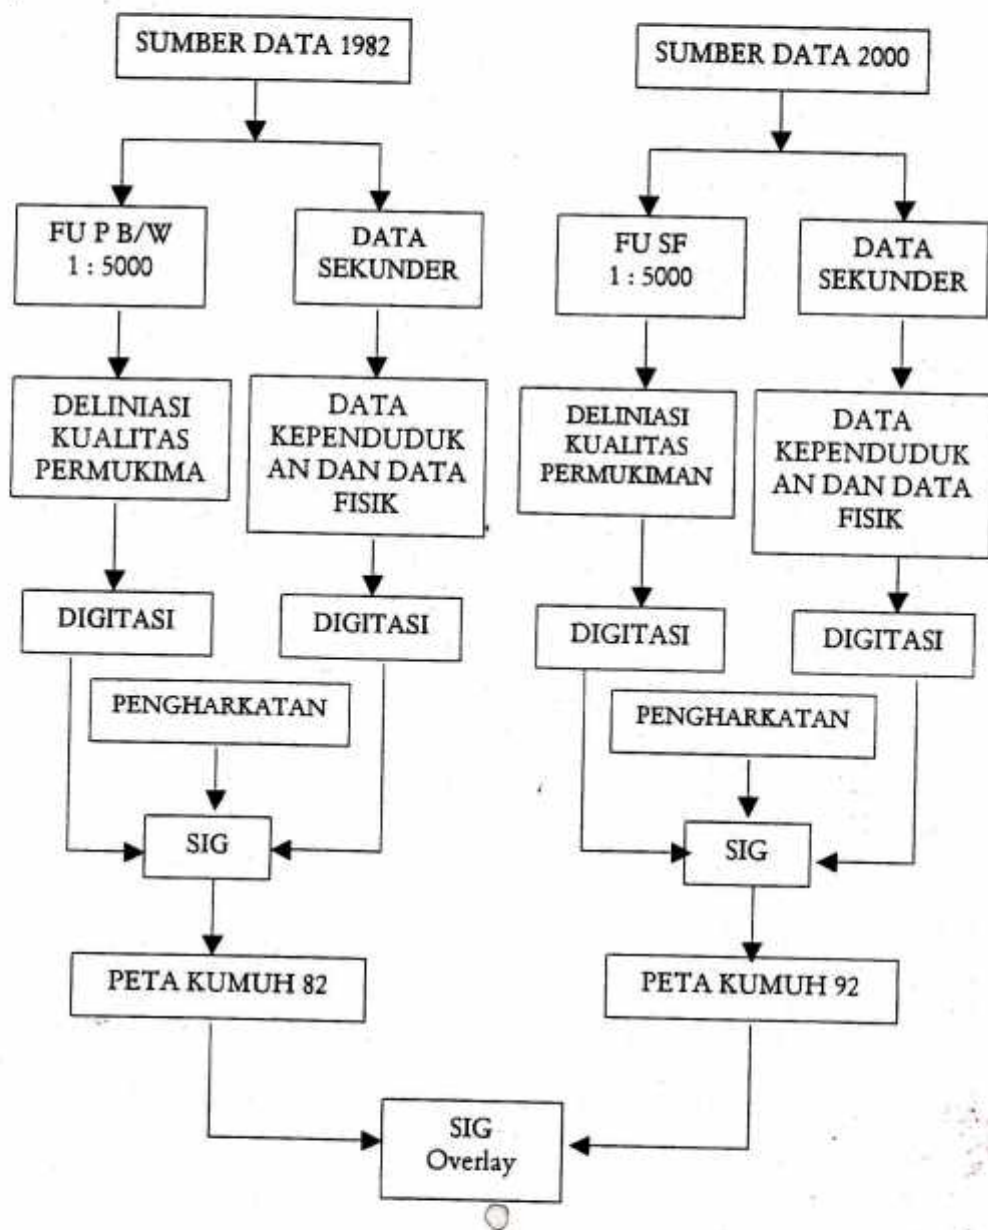 SUMBER DATA 1982
FU P B/W
1 : 5000
DATA
SEKUNDER
DELINIASI
KUALITAS
PERMUKIMA
DATA
KEPENDUDUK
AN DAN DATA
FISIK
DIGITASI
DIGITASI
PENGHARKATAN
SIG
PETA KUMUH 82
SUMBER DATA 2000
FU SF
1 : 5000
DATA
SEKUNDER
DELINIASI
KUALITAS
PERMUKIMAN
DATA
KEPENDUDUK
AN DAN DATA
FISIK
DIGITASI
DIGITASI
PENGHARKATAN
SIG
PETA KUMUH 92
SIG
Overlay